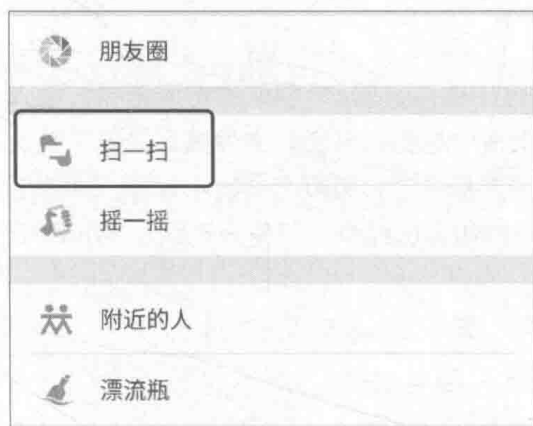 朋友圈
扫一扫
摇一摇
附近的人
漂流瓶